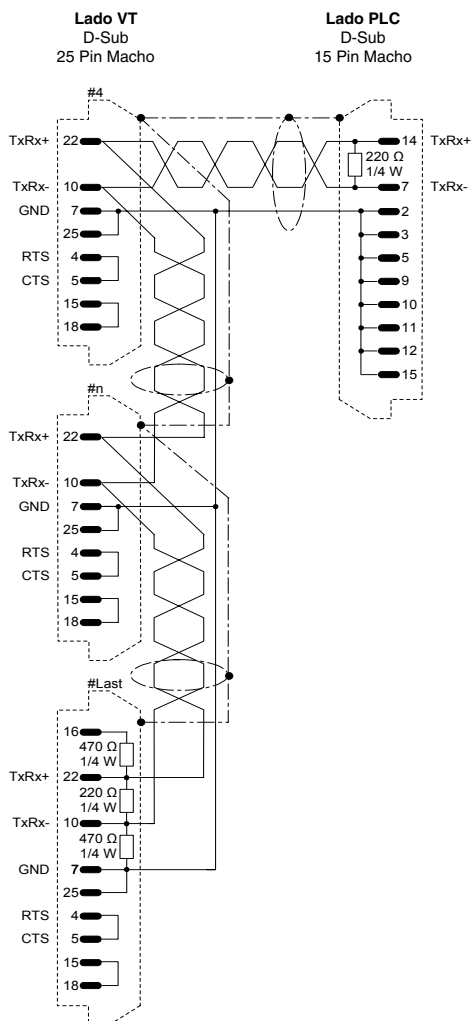 Lado VT
D-Sub
25 Pin Macho
Lado PLC
D-Sub
15 Pin Macho
#4
TxRx+ 22
TxRx- 10
GND 7
25
RTS 4
CTS 5
15
18
14 TxRx+
220 Ω
1/4 W
7 TxRx-
2
3
5
9
10
11
12
15
#n
TxRx+ 22
TxRx- 10
GND 7
25
RTS 4
CTS 5
15
18
#Last
16
470 Ω
1/4 W
TxRx+ 22
220 Ω
1/4 W
TxRx- 10
470 Ω
1/4 W
GND 7
25
RTS 4
CTS 5
15
18